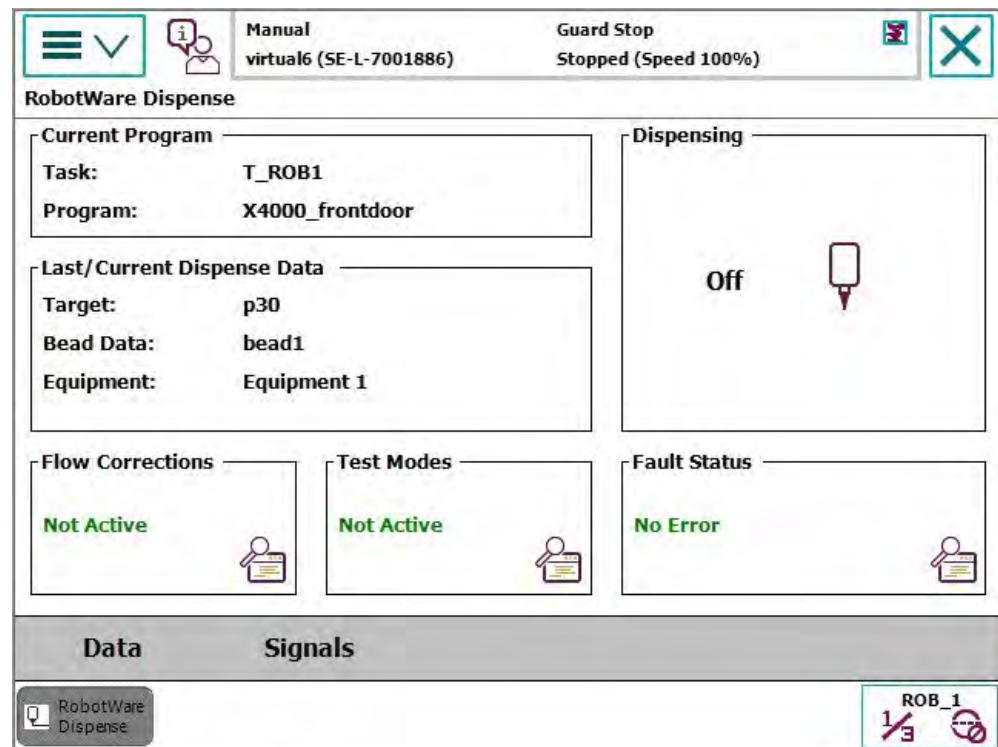 Manual
virtual6 (SE-L-7001886)
Guard Stop
Stopped (Speed 100%)
RobotWare Dispense
Current Program
Task: T_ROB1
Program: X4000_frontdoor
Dispensing
Off
Last/Current Dispense Data
Target: p30
Bead Data: bead1
Equipment: Equipment 1
Flow Corrections
Not Active
Test Modes
Not Active
Fault Status
No Error
Data Signals
RobotWare
Dispense
ROB_1
1/3